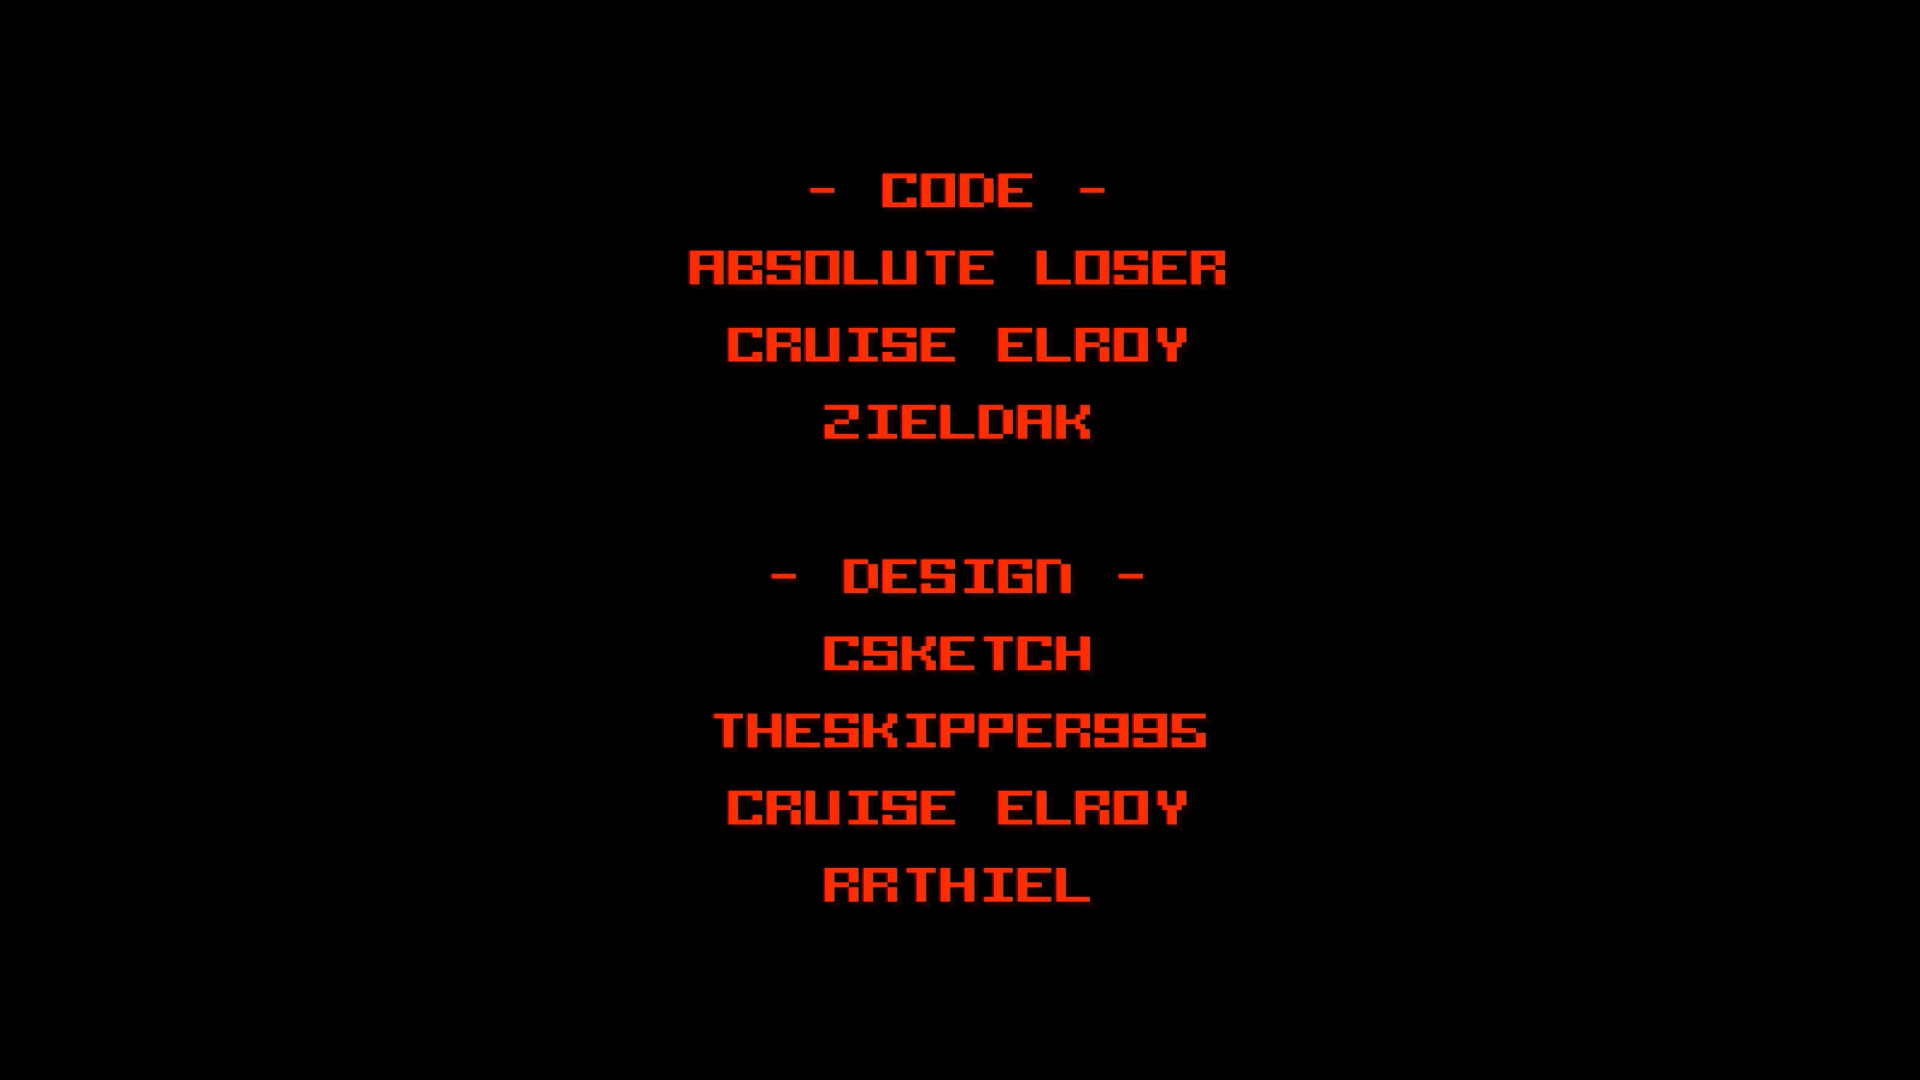 - CODE -
ABSOLUTE LOSER
CRUISE ELROY
ZIELDAK
- DESIGN -
CSKETCH
THESKIPPER995
CRUISE ELROY
RRTHIEL